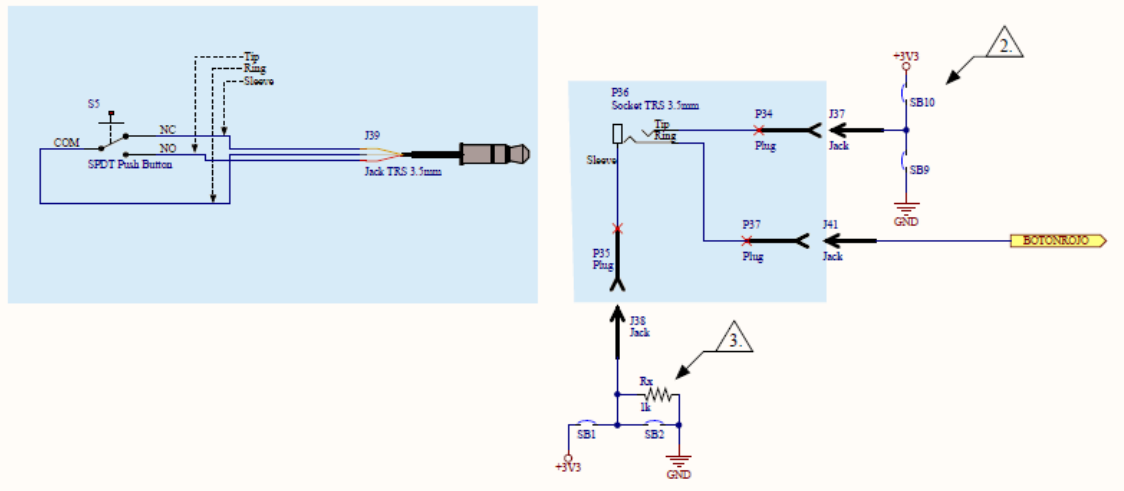 Tip
Ring
Sleeve
S5
COM
NC
NO
SPDT Push Button
J39
Jack TRS 3.5mm
P36
Socket TRS 3.5mm
Tip
Ring
Sleeve
P34
Plug
J37
Jack
+3V3
SB10
SB9
GND
2.
P35
Plug
P37
Plug
J41
Jack
BOTONROJO
J38
Jack
3.
Rx
1k
SB1
SB2
+3V3
GND